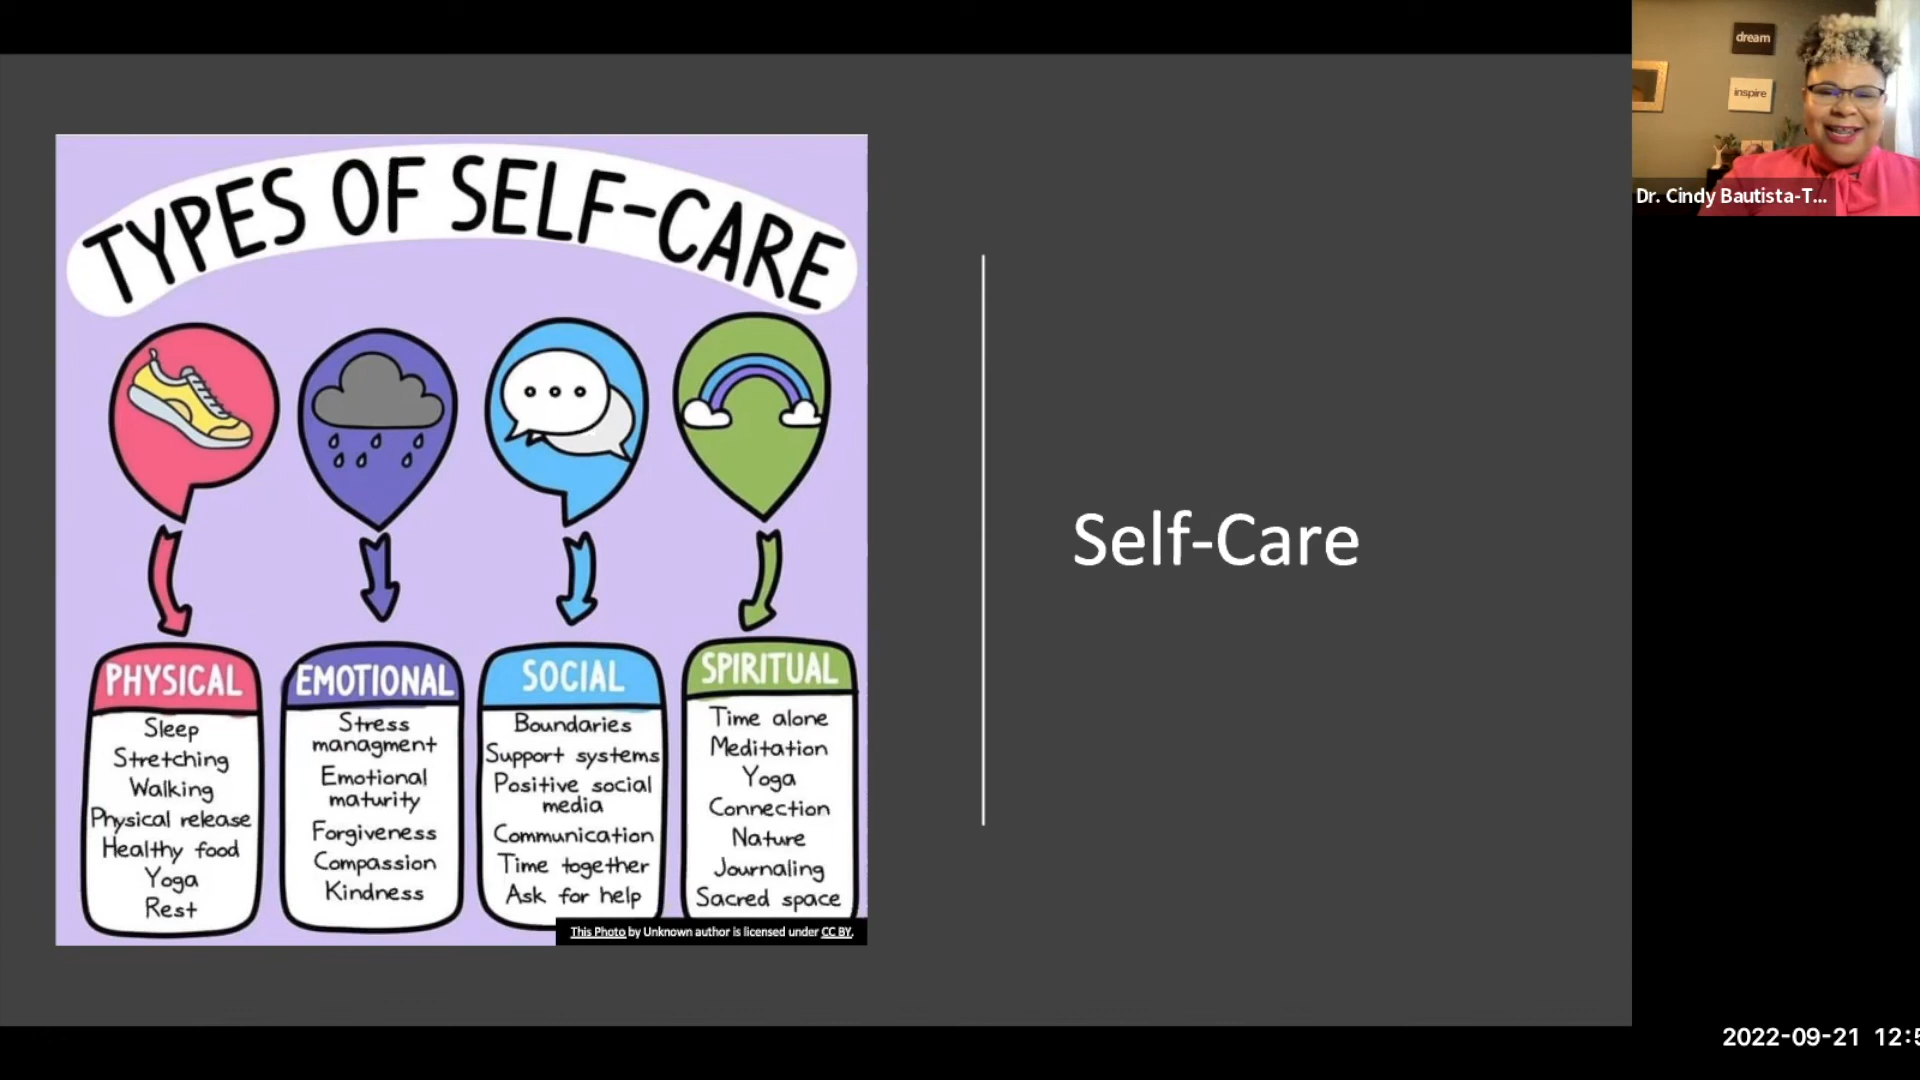 TYPES OF SELF-CARE
PHYSICAL
Sleep
Stretching
Walking
Physical release
Healthy food
Yoga
Rest
EMOTIONAL
Stress
managment
Emotional
maturity
Forgiveness
Compassion
Kindness
SOCIAL
Boundaries
Support systems
Positive social
media
Communication
Time together
Ask for help
SPIRITUAL
Time alone
Meditation
Yoga
Connection
Nature
Journaling
Sacred space
This Photo by Unknown author is licensed under CC BY.
Self-Care
dream
inspire
Dr. Cindy Bautista-T...
2022-09-21 12:5